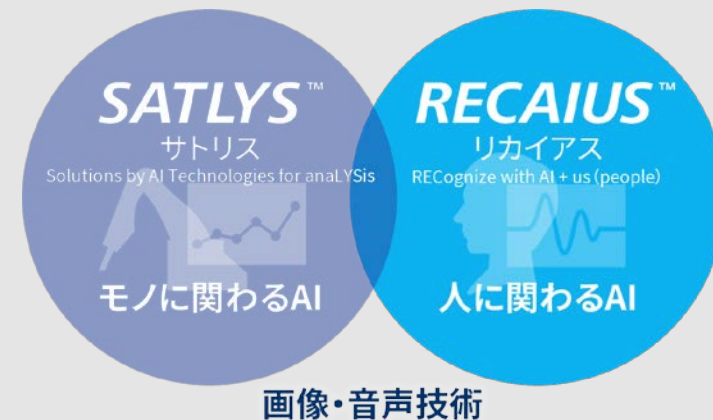 SATLYS™
サトリス
Solutions by AI Technologies for anaLYSis
モノに関わるAI
RECAIUS™
リカイアス
RECognize with AI + us (people)
人に関わるAI
画像・音声技術